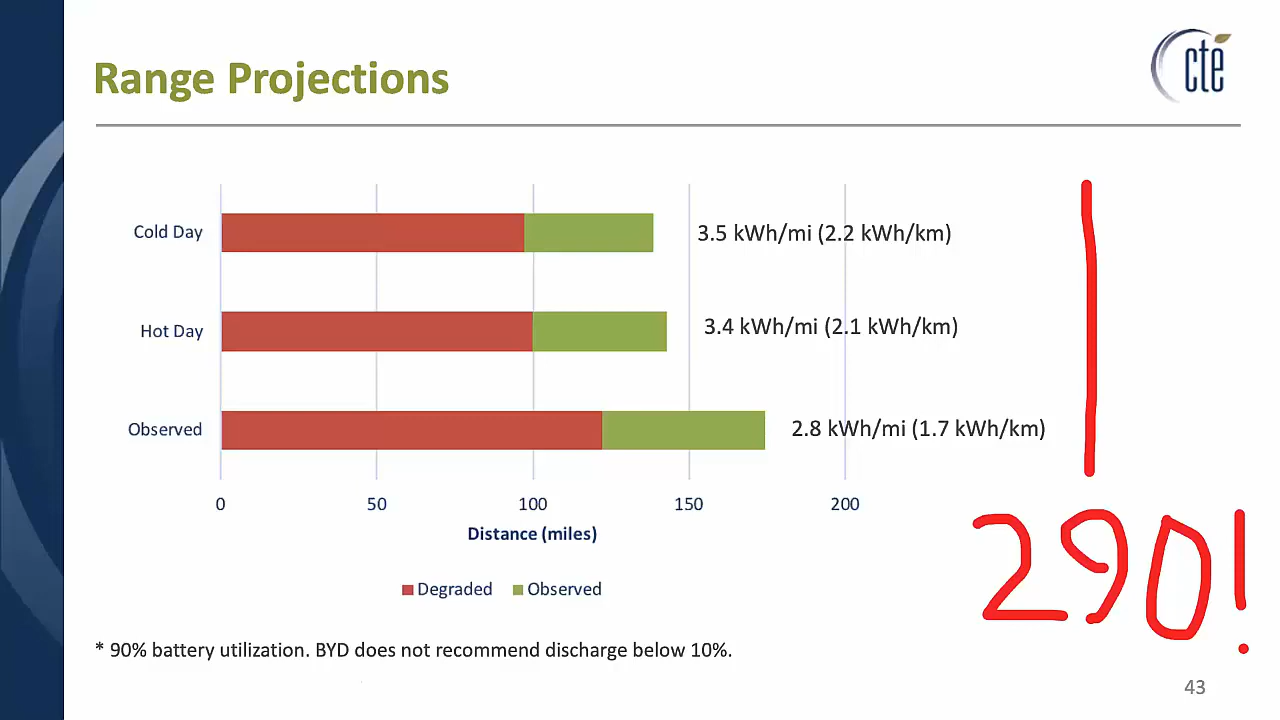 Range Projections
cte
Cold Day
3.5 kWh/mi (2.2 kWh/km)
Hot Day
3.4 kWh/mi (2.1 kWh/km)
Observed
2.8 kWh/mi (1.7 kWh/km)
0 50 100 150 200
Distance (miles)
290!
Degraded Observed
* 90% battery utilization. BYD does not recommend discharge below 10%.
43